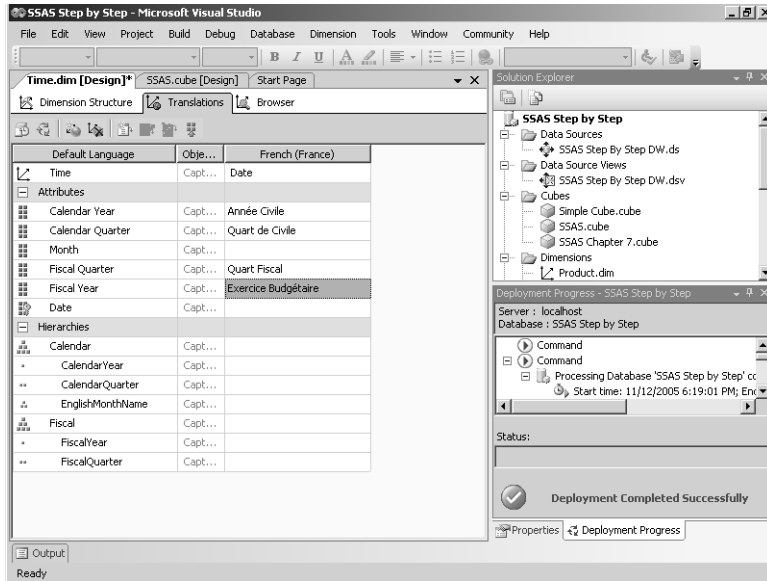 SSAS Step by Step - Microsoft Visual Studio
File Edit View Project Build Debug Database Dimension Tools Window Community Help
B I U A
Time.dim [Design]* SSAS.cube [Design] Start Page
Dimension Structure Translations Browser
Default Language Obje... French (France)
Time Capt... Date
Attributes
Calendar Year Capt... Année Civile
Calendar Quarter Capt... Quart de Civile
Month Capt...
Fiscal Quarter Capt... Quart Fiscal
Fiscal Year Capt... Exercice Budgétaire
Date Capt...
Hierarchies
Calendar Capt...
CalendarYear Capt...
CalendarQuarter Capt...
EnglishMonthName Capt...
Fiscal Capt...
FiscalYear Capt...
FiscalQuarter Capt...
Solution Explorer
SSAS Step by Step
Data Sources
SSAS Step By Step DW.ds
Data Source Views
SSAS Step By Step DW.dsv
Cubes
Simple Cube.cube
SSAS.cube
SSAS Chapter 7.cube
Dimensions
Product.dim
Deployment Progress - SSAS Step by Step
Server : localhost
Database : SSAS Step by Step
Command
Command
Processing Database 'SSAS Step by Step' cc
Start time: 11/12/2005 6:19:01 PM; Enc
Status:
Deployment Completed Successfully
Properties Deployment Progress
Output
Ready